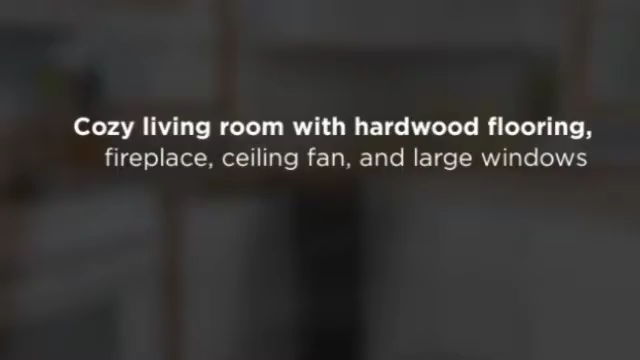 Cozy living room with hardwood flooring,
fireplace, ceiling fan, and large windows